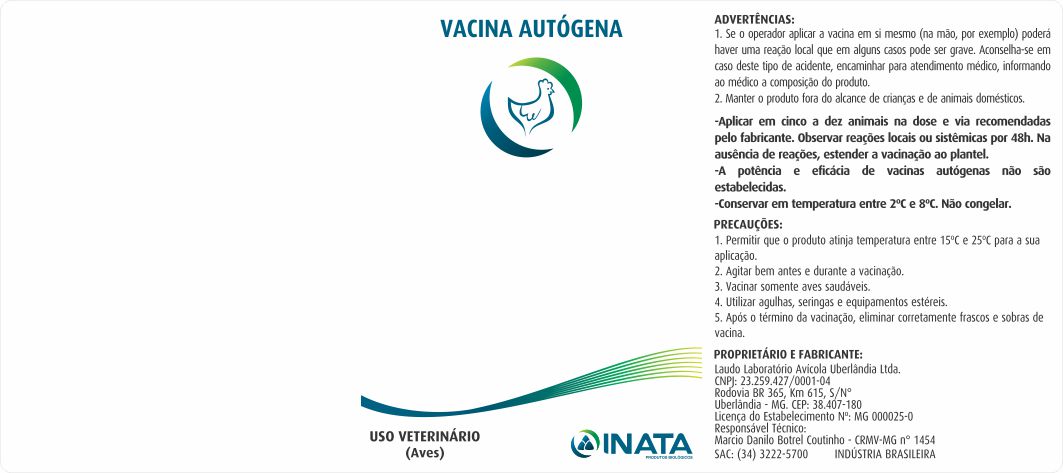 VACINA AUTÓGENA
USO VETERINÁRIO
(Aves)
INATA
PRODUTOS BIOLÓGICOS
ADVERTÊNCIAS:
1. Se o operador aplicar a vacina em si mesmo (na mão, por exemplo) poderá
haver uma reação local que em alguns casos pode ser grave. Aconselha-se em
caso deste tipo de acidente, encaminhar para atendimento médico, informando
ao médico a composição do produto.
2. Manter o produto fora do alcance de crianças e de animais domésticos.
-Aplicar em cinco a dez animais na dose e via recomendadas
pelo fabricante. Observar reações locais ou sistêmicas por 48h. Na
ausência de reações, estender a vacinação ao plantel.
-A potência e eficácia de vacinas autógenas não são
estabelecidas.
-Conservar em temperatura entre 2ºC e 8ºC. Não congelar.
PRECAUÇÕES:
1. Permitir que o produto atinja temperatura entre 15ºC e 25ºC para a sua
aplicação.
2. Agitar bem antes e durante a vacinação.
3. Vacinar somente aves saudáveis.
4. Utilizar agulhas, seringas e equipamentos estéreis.
5. Após o término da vacinação, eliminar corretamente frascos e sobras de
vacina.
PROPRIETÁRIO E FABRICANTE:
Laudo Laboratório Avícola Uberlândia Ltda.
CNPJ: 23.259.427/0001-04
Rodovia BR 365, Km 615, S/N°
Uberlândia - MG. CEP: 38.407-180
Licença do Estabelecimento Nº: MG 000025-0
Responsável Técnico:
Marcio Danilo Botrel Coutinho - CRMV-MG n° 1454
SAC: (34) 3222-5700 INDÚSTRIA BRASILEIRA